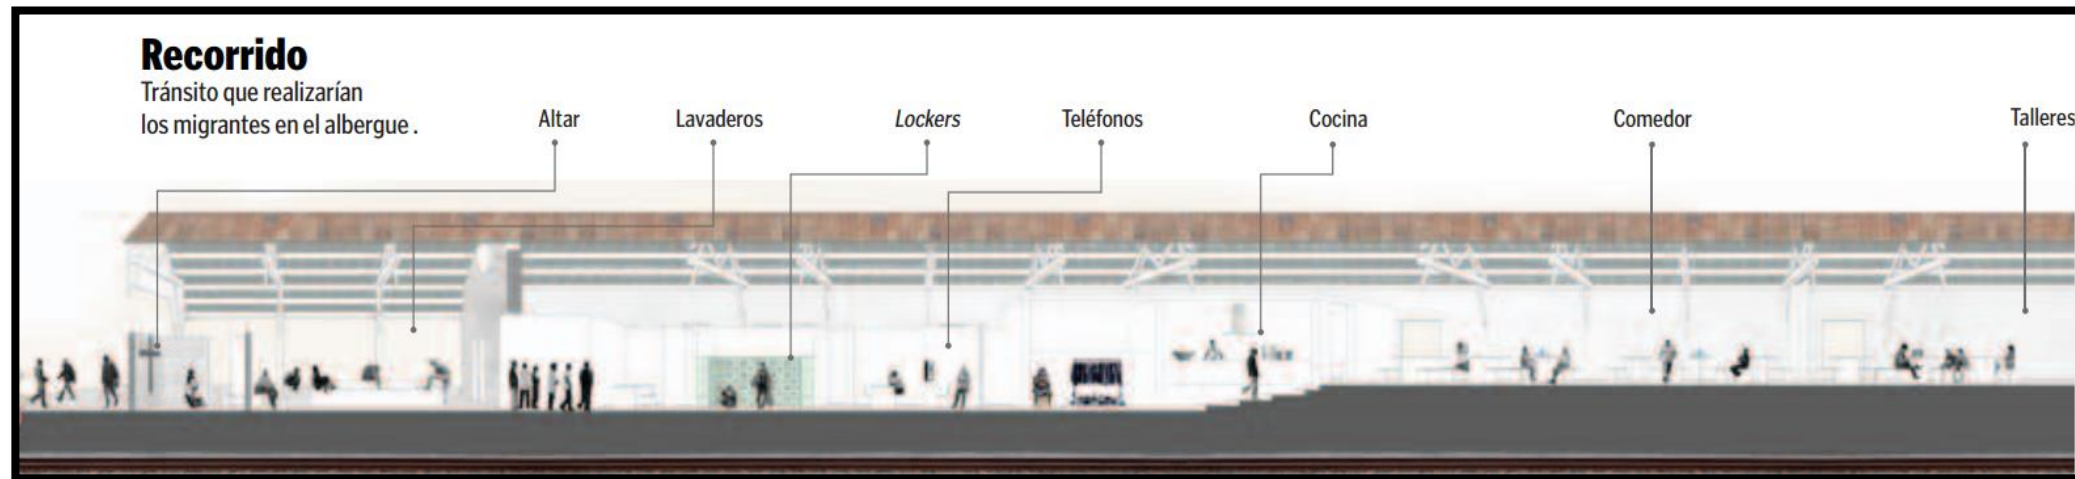 Recorrido
Tránsito que realizarían
los migrantes en el albergue .
Altar
Lavaderos
Lockers
Teléfonos
Cocina
Comedor
Talleres